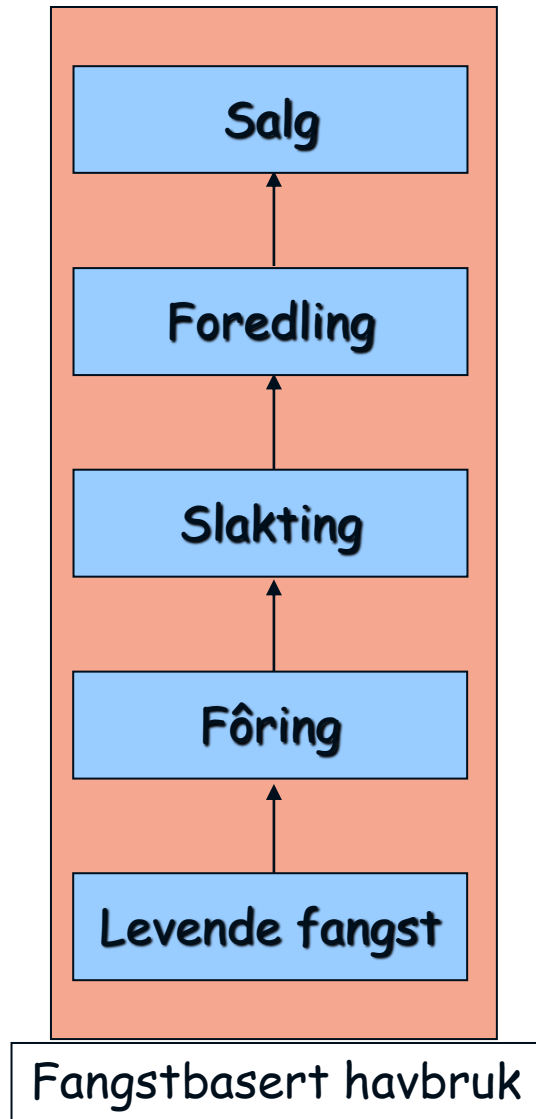 Salg
Foredling
Slakting
Fôring
Levende fangst
Fangstbasert havbruk